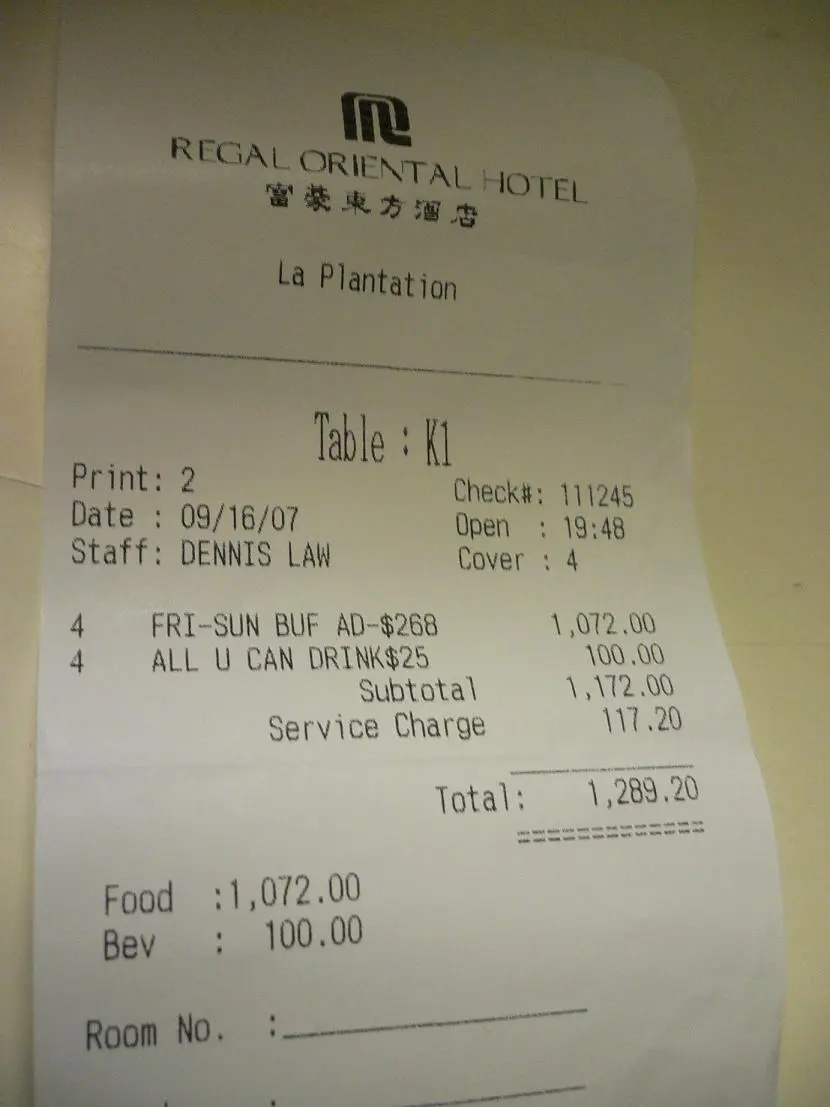 REGAL ORIENTAL HOTEL
富豪東方酒店
La Plantation
Table : K1
Print: 2
Check#: 111245
Date : 09/16/07
Open : 19:48
Staff: DENNIS LAW
Cover : 4
4 FRI-SUN BUF AD-$268 1,072.00
4 ALL U CAN DRINK$25 100.00
Subtotal 1,172.00
Service Charge 117.20
Total: 1,289.20
Food :1,072.00
Bev : 100.00
Room No. :